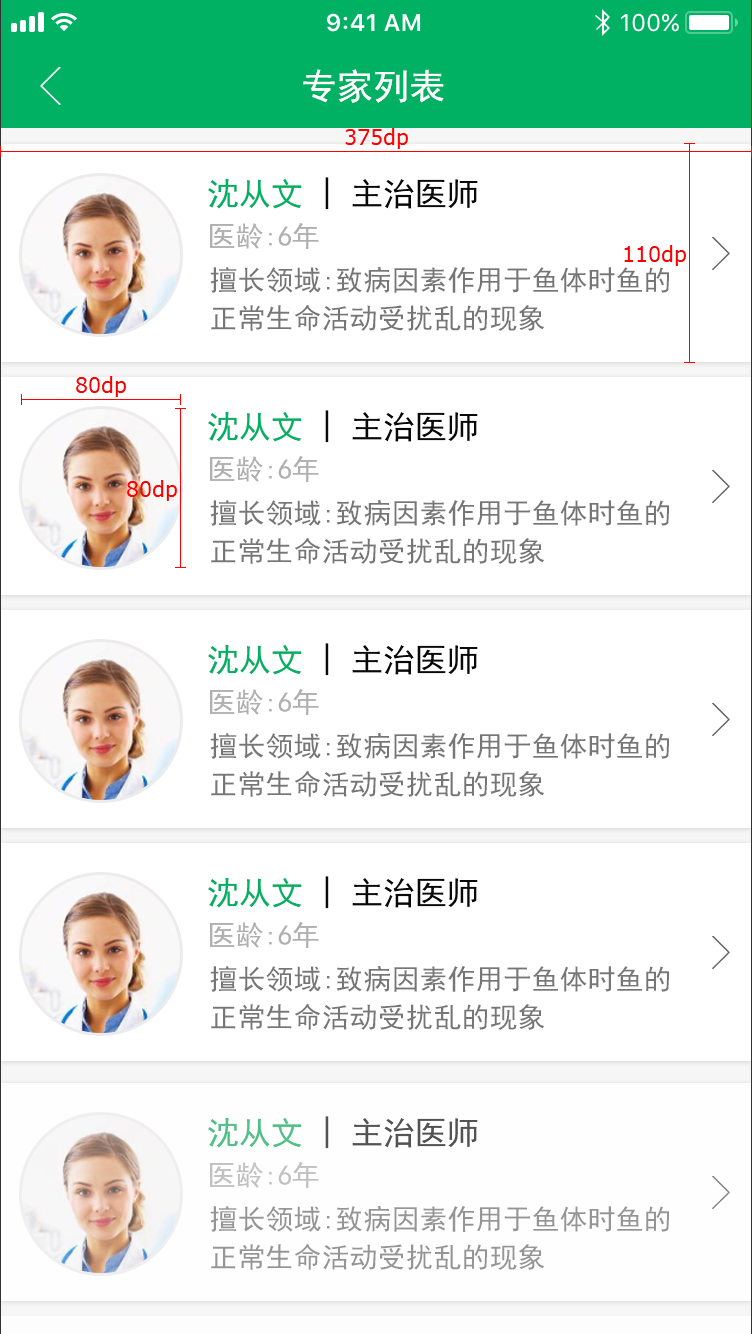 9:41 AM
100%
专家列表
375dp
沈从文 | 主治医师
医龄:6年
110dp
擅长领域:致病因素作用于鱼体时鱼的
正常生命活动受扰乱的现象
80dp
沈从文 | 主治医师
医龄:6年
80dp
擅长领域:致病因素作用于鱼体时鱼的
正常生命活动受扰乱的现象
沈从文 | 主治医师
医龄:6年
擅长领域:致病因素作用于鱼体时鱼的
正常生命活动受扰乱的现象
沈从文 | 主治医师
医龄:6年
擅长领域:致病因素作用于鱼体时鱼的
正常生命活动受扰乱的现象
沈从文 | 主治医师
医龄:6年
擅长领域:致病因素作用于鱼体时鱼的
正常生命活动受扰乱的现象